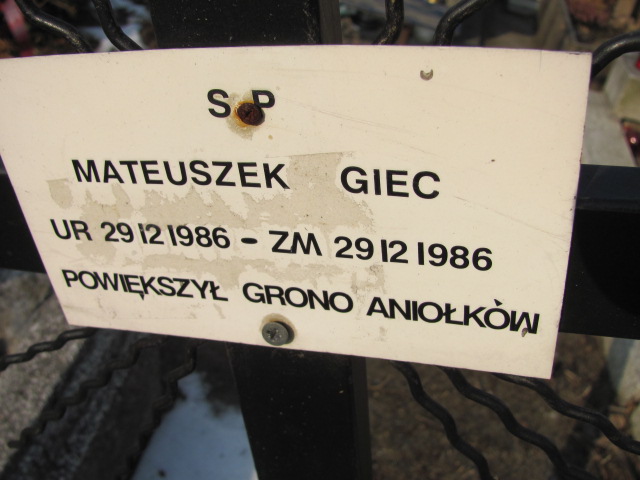 S P
MATEUSZEK GIEC
UR 29 12 1986 - ZM 29 12 1986
POWIĘKSZYŁ GRONO ANIOŁKÓW